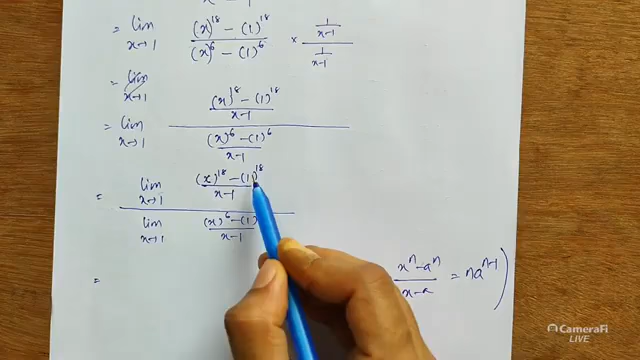 x-1
= lim x→1 (x)^18 - (1)^18 / (x)^6 - (1)^6 × 1/x-1 / 1/x-1
= lim x→1
= lim x→1 (x)^18 - (1)^18 / x-1 / (x)^6 - (1)^6 / x-1
= lim x→1 (x)^18 - (1)^18 / x-1
lim x→1 (x)^6 - (1) / x-1
= x^n - a^n / x-a = na^n-1 )
CameraFi
LIVE